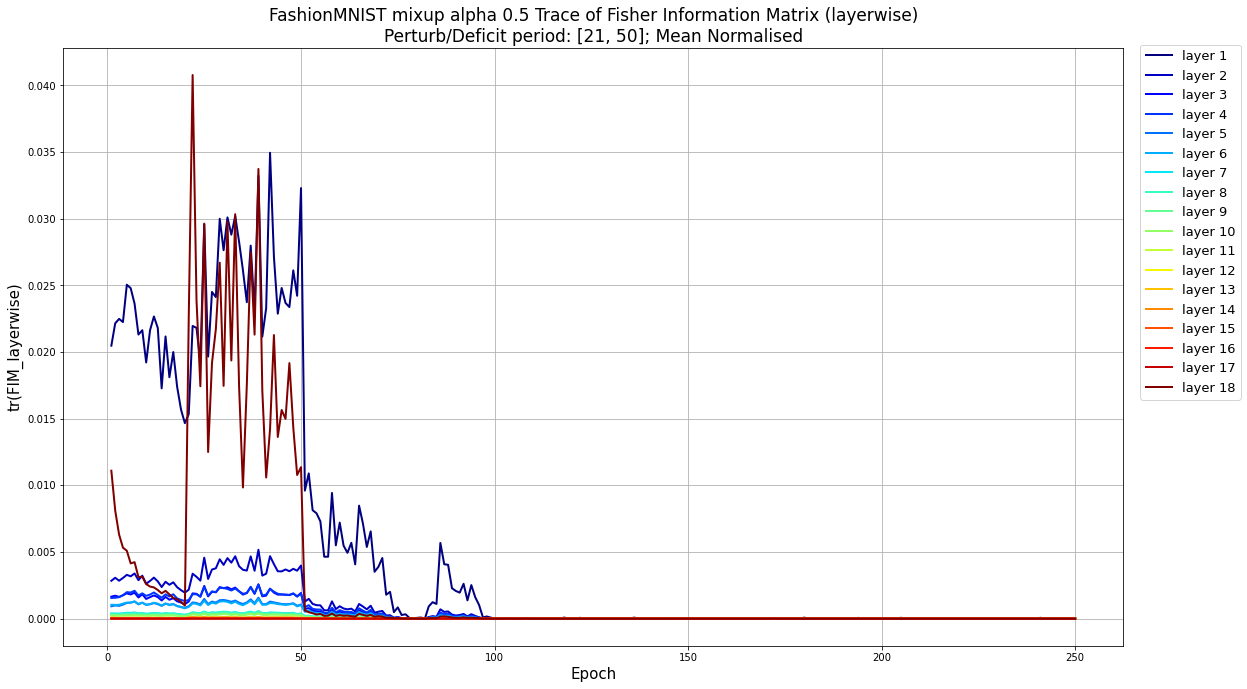 FashionMNIST mixup alpha 0.5 Trace of Fisher Information Matrix (layerwise)
Perturb/Deficit period: [21, 50]; Mean Normalised
tr(FIM_layerwise)
0.040
0.035
0.030
0.025
0.020
0.015
0.010
0.005
0.000
0
50
100
150
200
250
Epoch
layer 1
layer 2
layer 3
layer 4
layer 5
layer 6
layer 7
layer 8
layer 9
layer 10
layer 11
layer 12
layer 13
layer 14
layer 15
layer 16
layer 17
layer 18